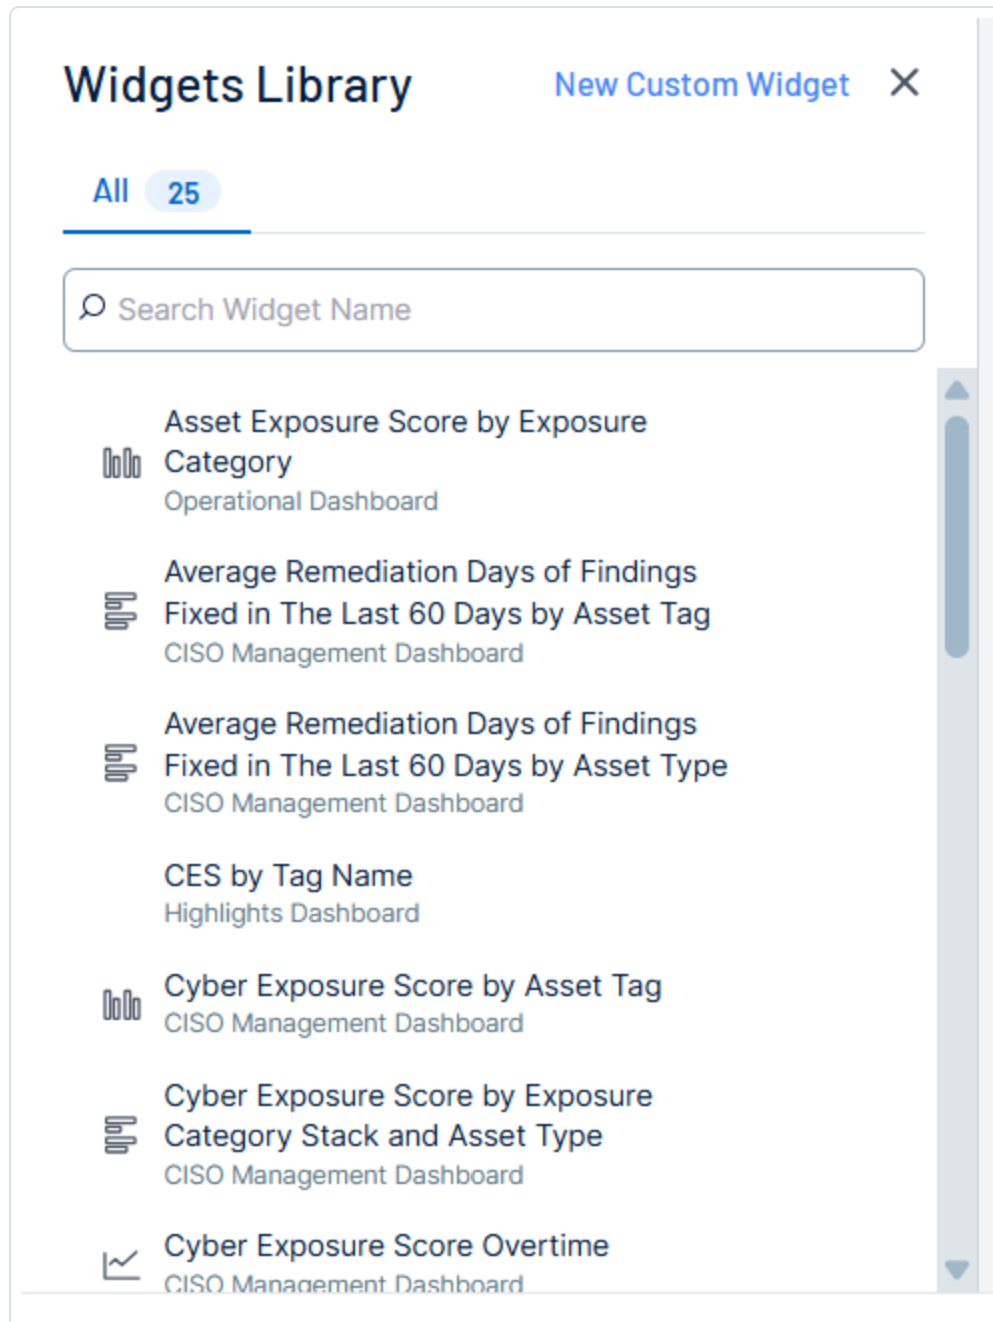 Widgets Library
New Custom Widget
All 25
Search Widget Name
Asset Exposure Score by Exposure
Category
Operational Dashboard
Average Remediation Days of Findings
Fixed in The Last 60 Days by Asset Tag
CISO Management Dashboard
Average Remediation Days of Findings
Fixed in The Last 60 Days by Asset Type
CISO Management Dashboard
CES by Tag Name
Highlights Dashboard
Cyber Exposure Score by Asset Tag
CISO Management Dashboard
Cyber Exposure Score by Exposure
Category Stack and Asset Type
CISO Management Dashboard
Cyber Exposure Score Overtime
CISO Management Dashboard